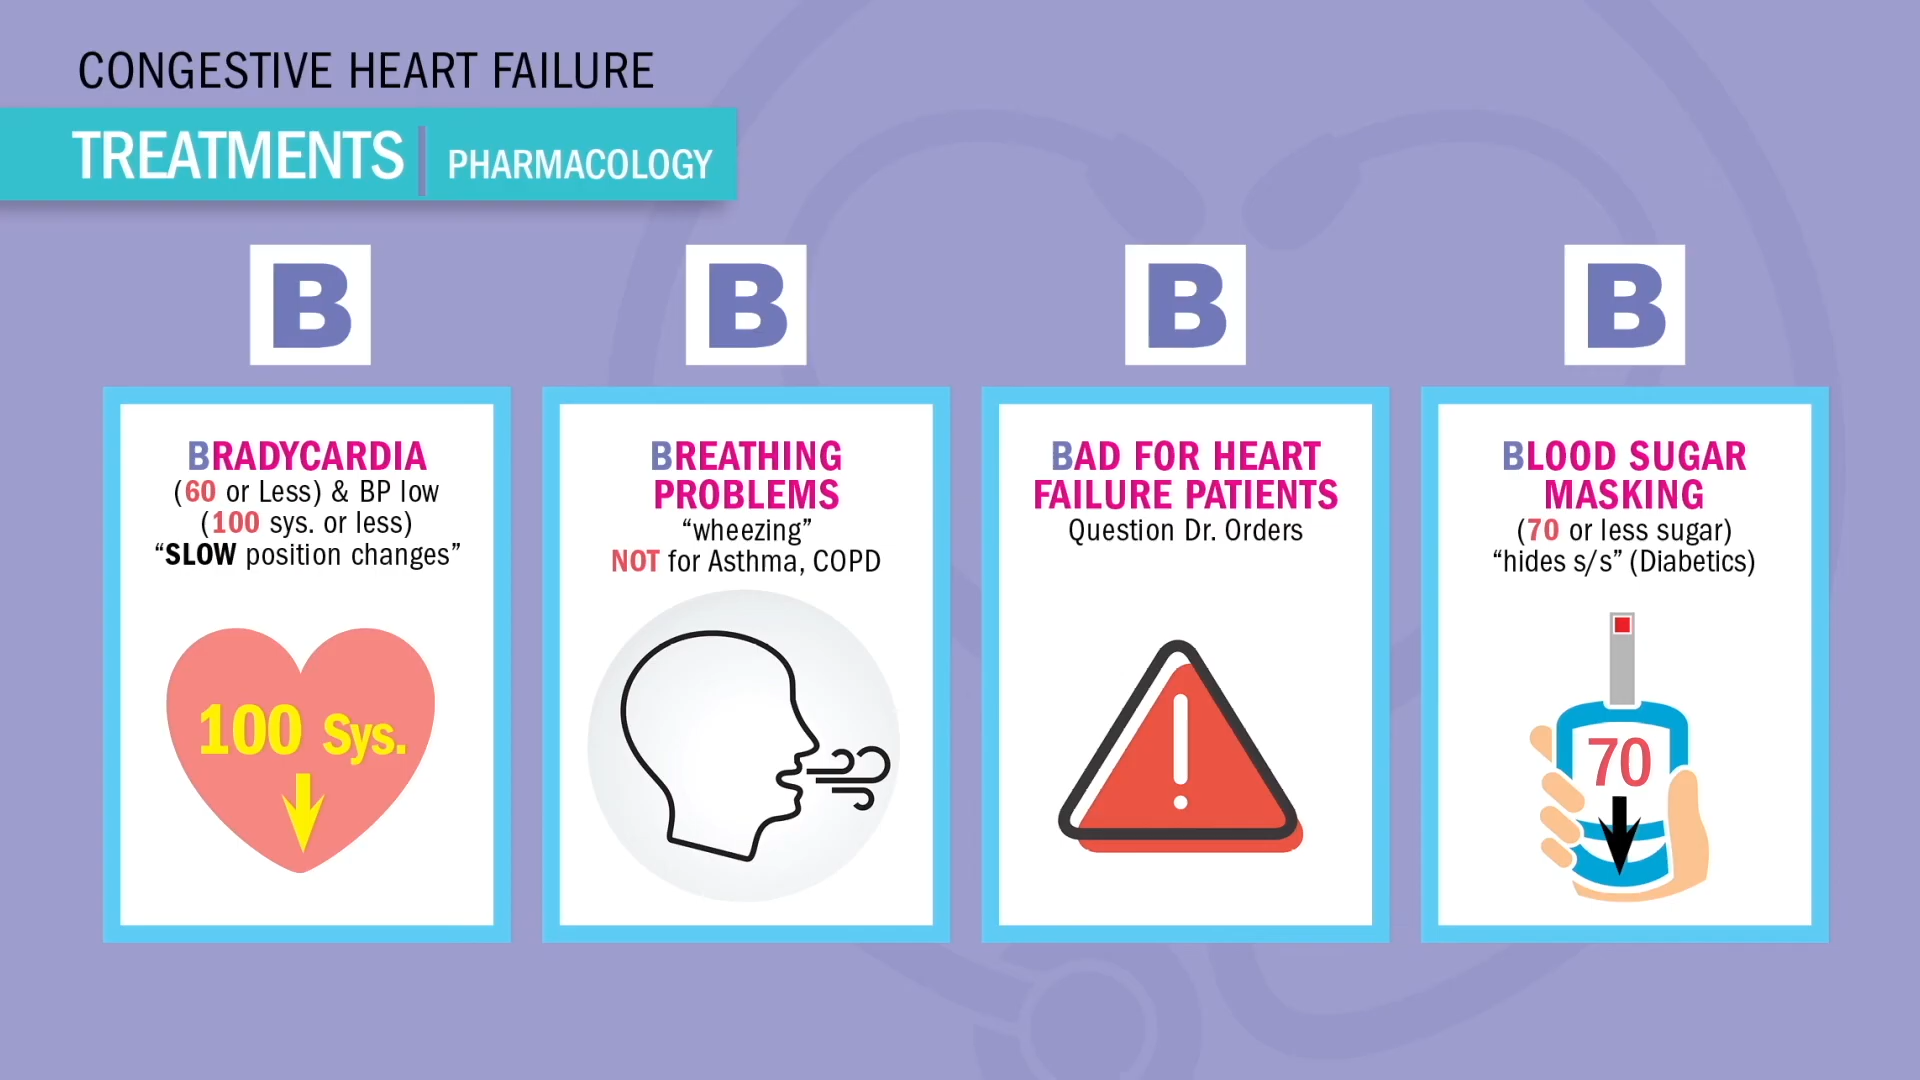 CONGESTIVE HEART FAILURE
TREATMENTS | PHARMACOLOGY
B
BRADYCARDIA
(60 or Less) & BP low
(100 sys. or less)
“SLOW position changes”
100 Sys.
B
BREATHING
PROBLEMS
“wheezing”
NOT for Asthma, COPD
B
BAD FOR HEART
FAILURE PATIENTS
Question Dr. Orders
B
BLOOD SUGAR
MASKING
(70 or less sugar)
“hides s/s” (Diabetics)
70